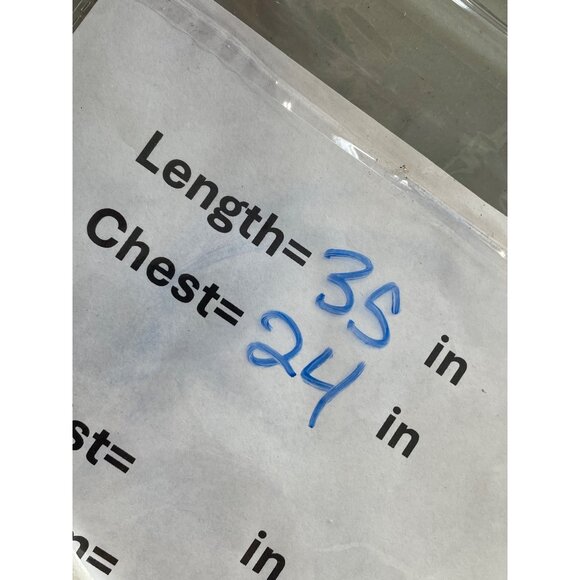 Length= 35 in
Chest= 24 in
st=
= in